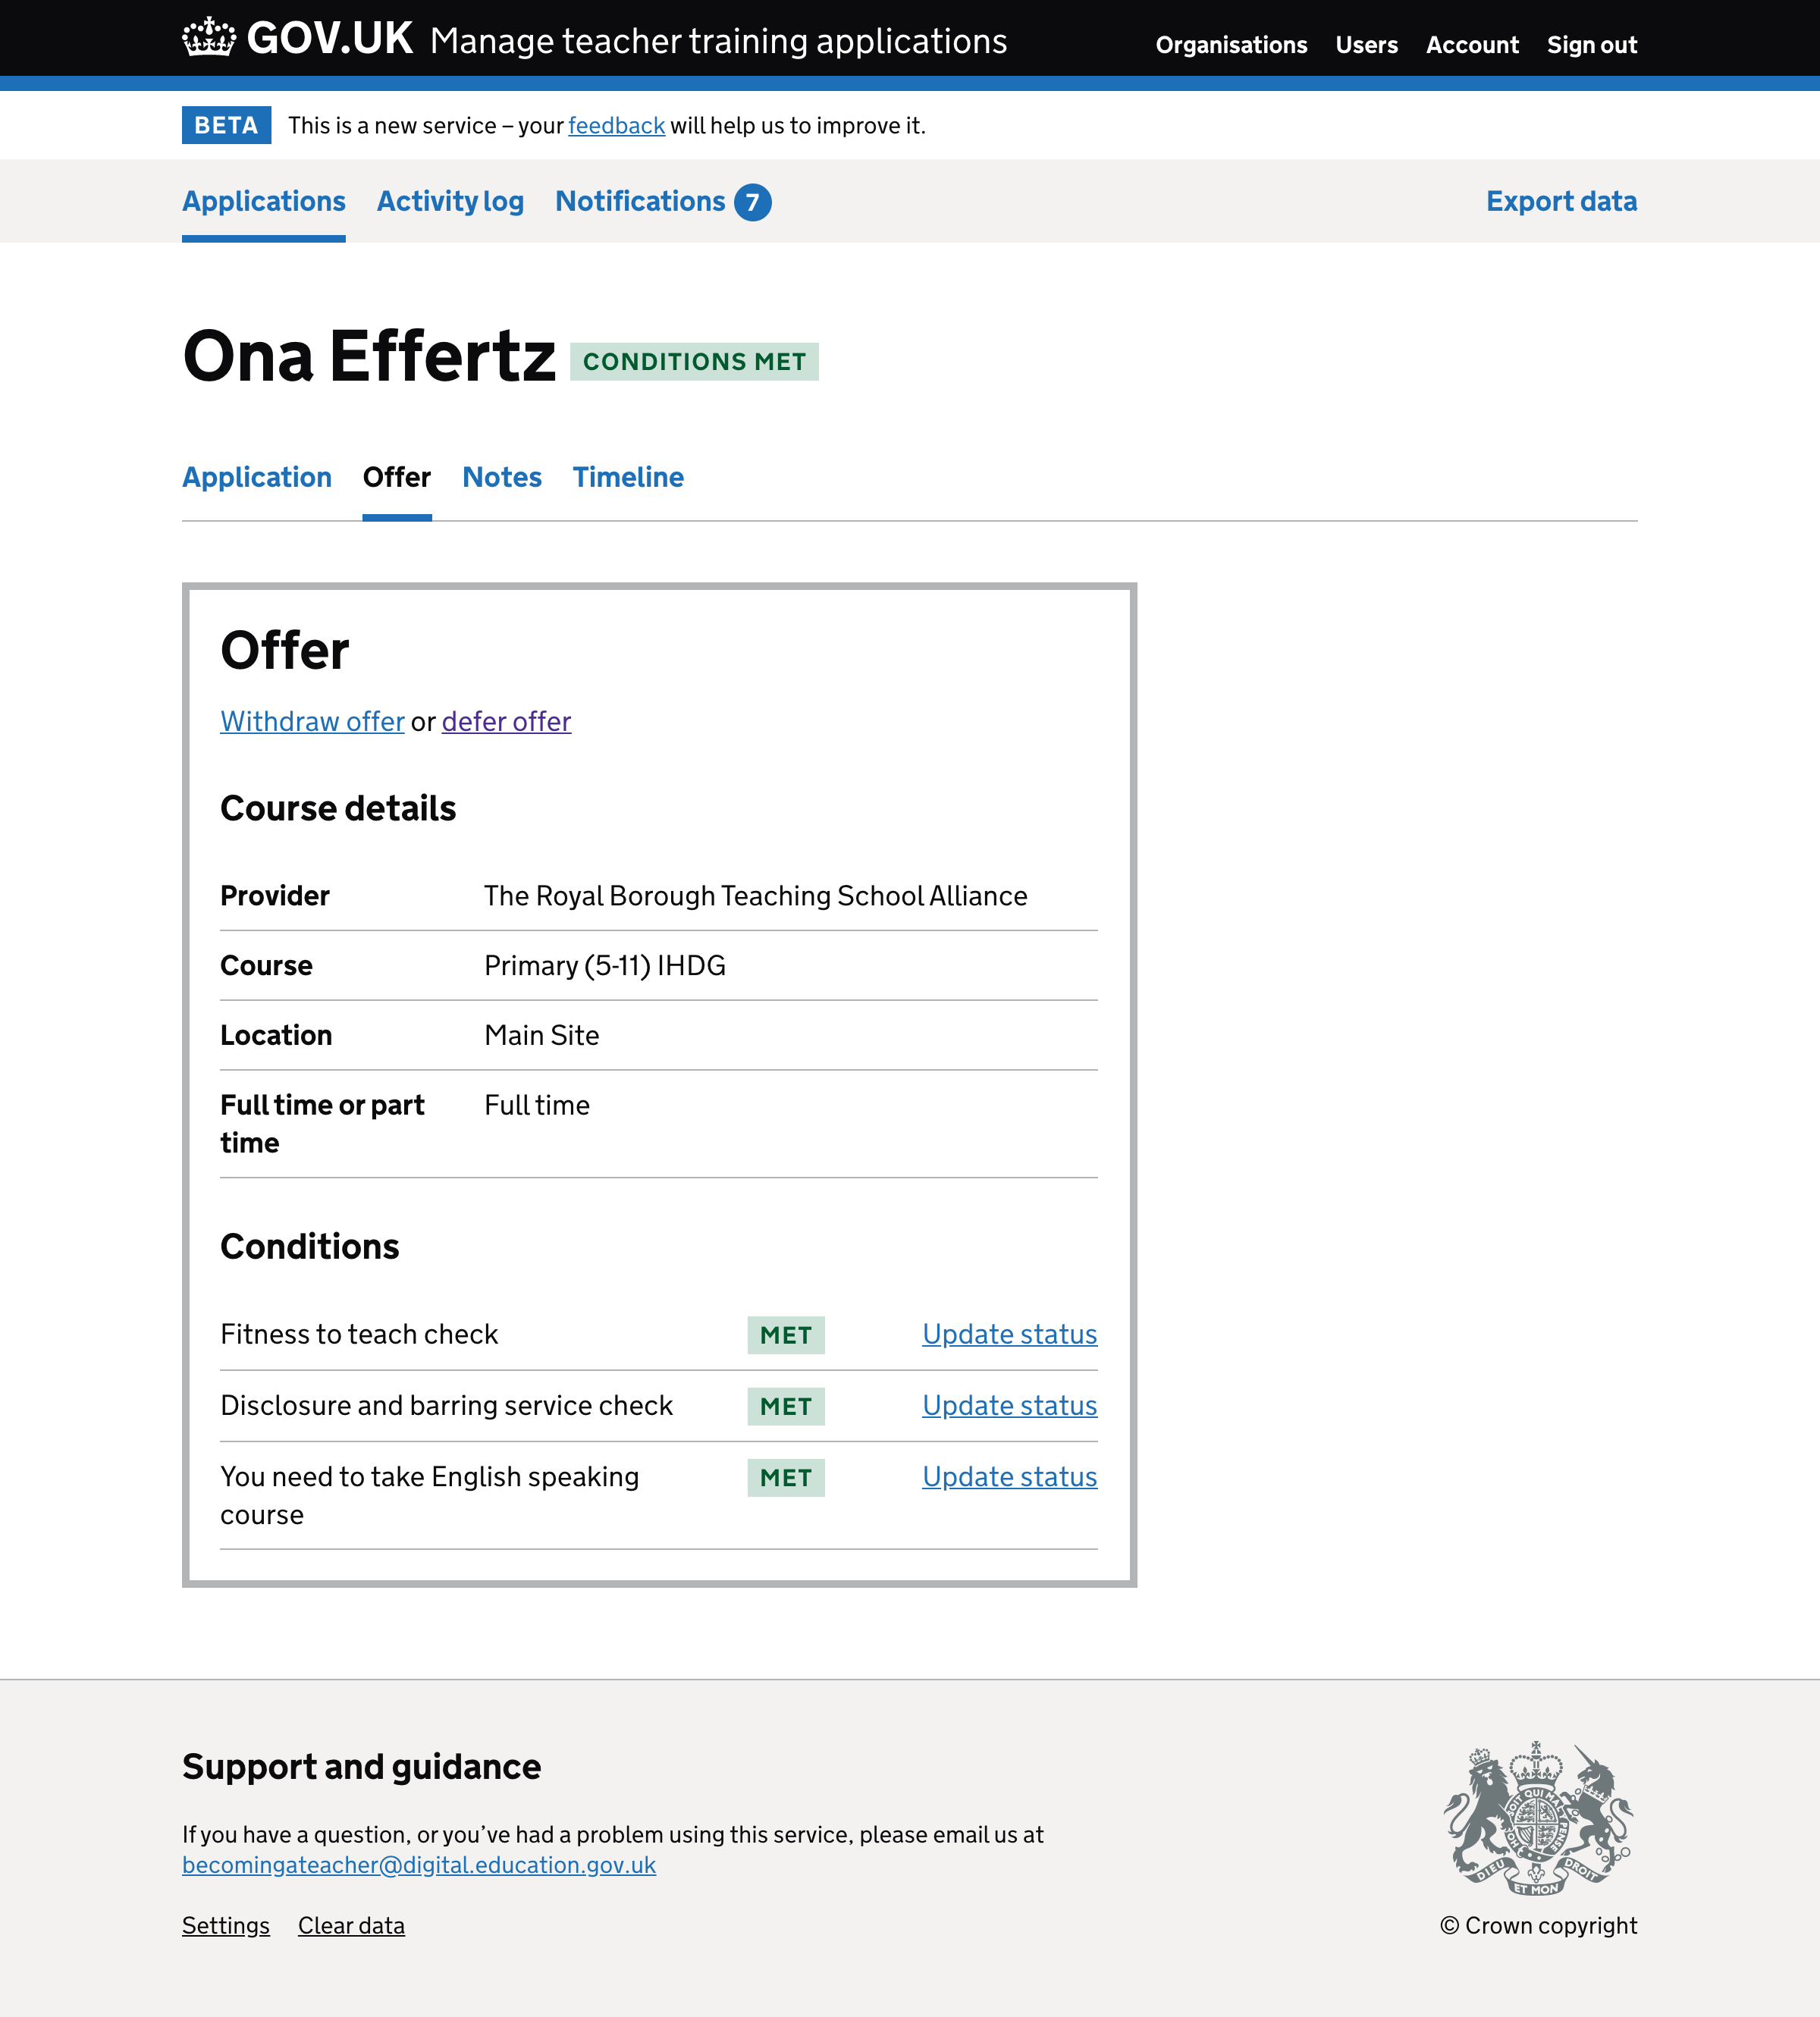 GOV.UK Manage teacher training applications Organisations Users Account Sign out
BETA This is a new service – your feedback will help us to improve it.
Applications Activity log Notifications 7 Export data
Ona Effertz CONDITIONS MET
Application Offer Notes Timeline
Offer
Withdraw offer or defer offer
Course details
Provider The Royal Borough Teaching School Alliance
Course Primary (5-11) IHDG
Location Main Site
Full time or part Full time
time
Conditions
Fitness to teach check MET Update status
Disclosure and barring service check MET Update status
You need to take English speaking MET Update status
course
Support and guidance
If you have a question, or you’ve had a problem using this service, please email us at
becomingateacher@digital.education.gov.uk
DIEU ET MON DROIT
Settings Clear data © Crown copyright